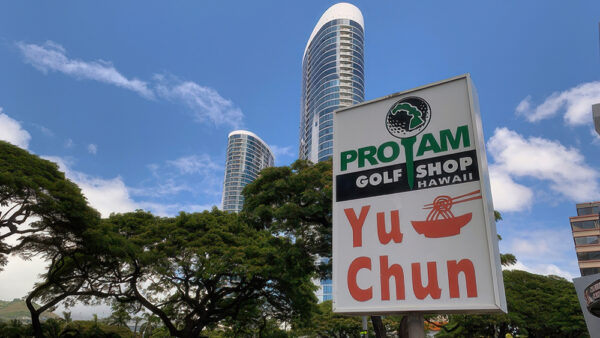 PRO AM
GOLF SHOP
HAWAII
Yu
Chun